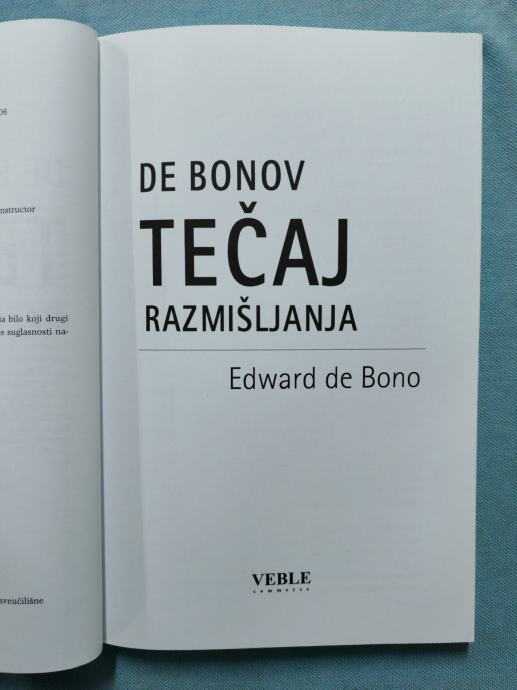 06
nstructor
a bilo koji drugi
e suglasnosti na-
sveučilišne
DE BONOV
TEČAJ
RAZMIŠLJANJA
Edward de Bono
VEBLE
commerce